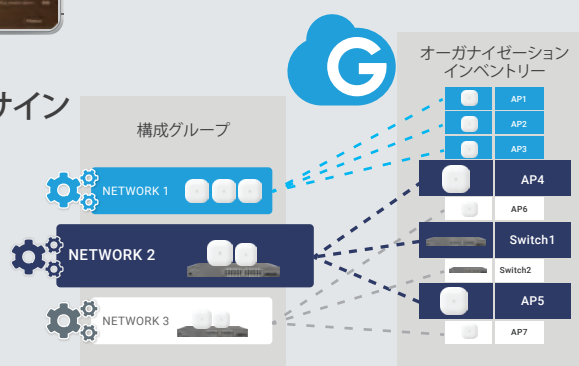 サイン
構成グループ
オーガナイゼーション
インベントリー
G
NETWORK 1
NETWORK 2
NETWORK 3
AP1
AP2
AP3
AP4
AP6
Switch1
Switch2
AP5
AP7